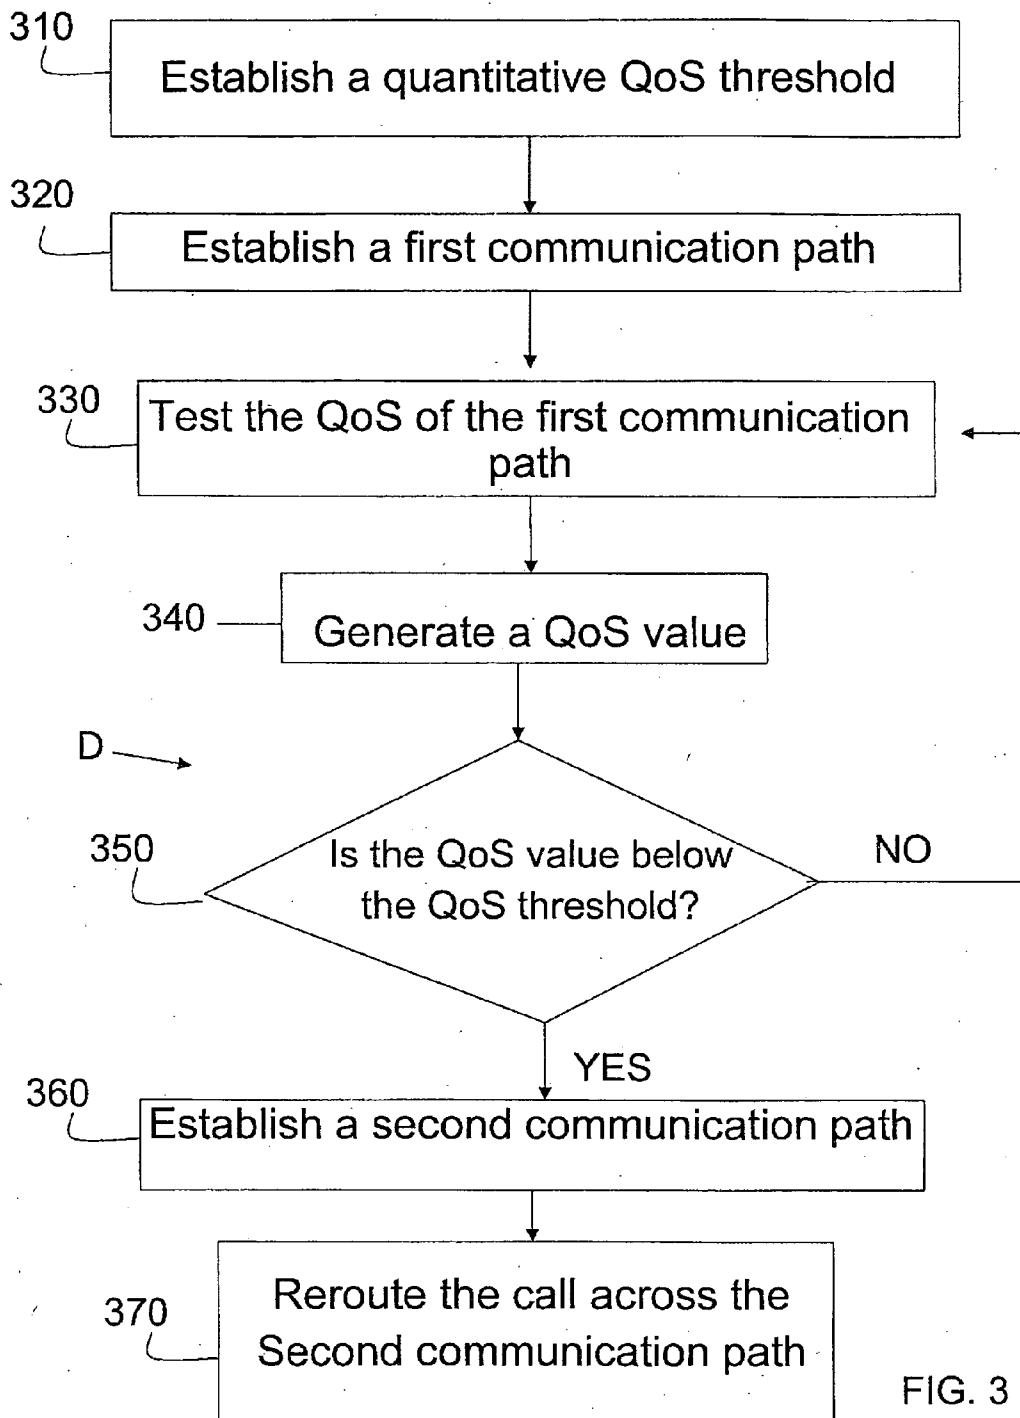 310
Establish a quantitative QoS threshold
320
Establish a first communication path
330
Test the QoS of the first communication
path
340
Generate a QoS value
D
350
Is the QoS value below
the QoS threshold?
NO
YES
360
Establish a second communication path
370
Reroute the call across the
Second communication path
FIG. 3